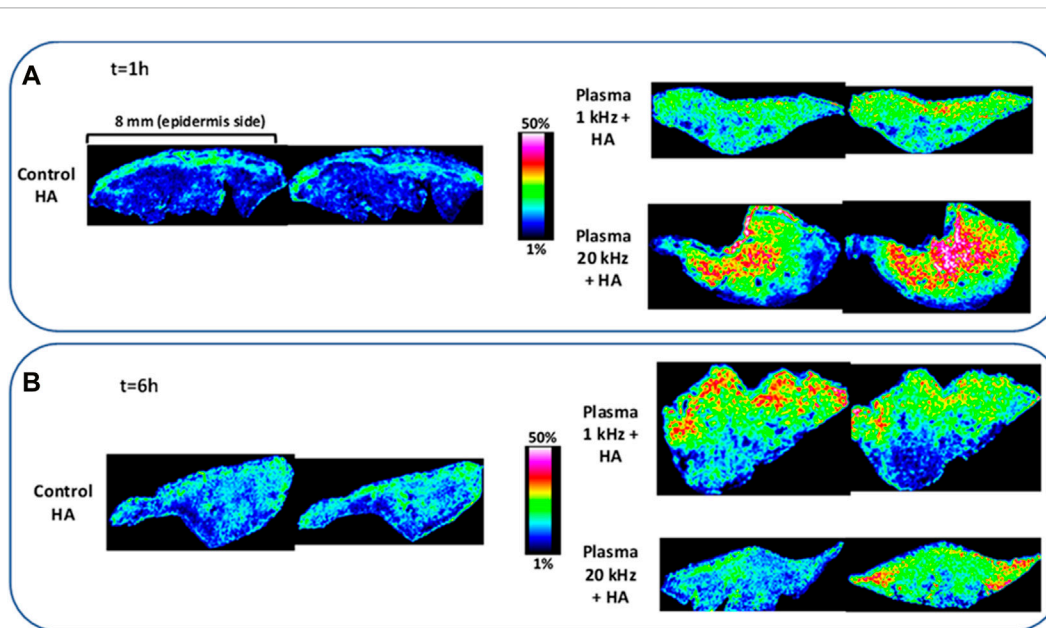 A
t=1h
8 mm (epidermis side)
Control
HA
50%
1%
Plasma
1 kHz +
HA
Plasma
20 kHz
+ HA
B
t=6h
Control
HA
50%
1%
Plasma
1 kHz +
HA
Plasma
20 kHz
+ HA